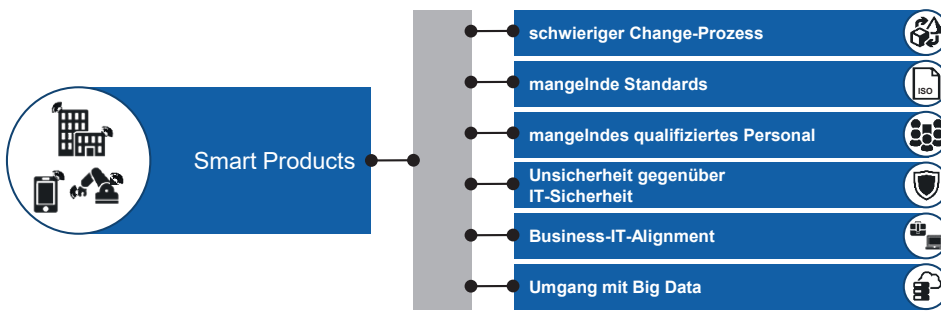 Smart Products
schwieriger Change-Prozess
mangelnde Standards
ISO
mangelndes qualifiziertes Personal
Unsicherheit gegenüber
IT-Sicherheit
Business-IT-Alignment
Umgang mit Big Data